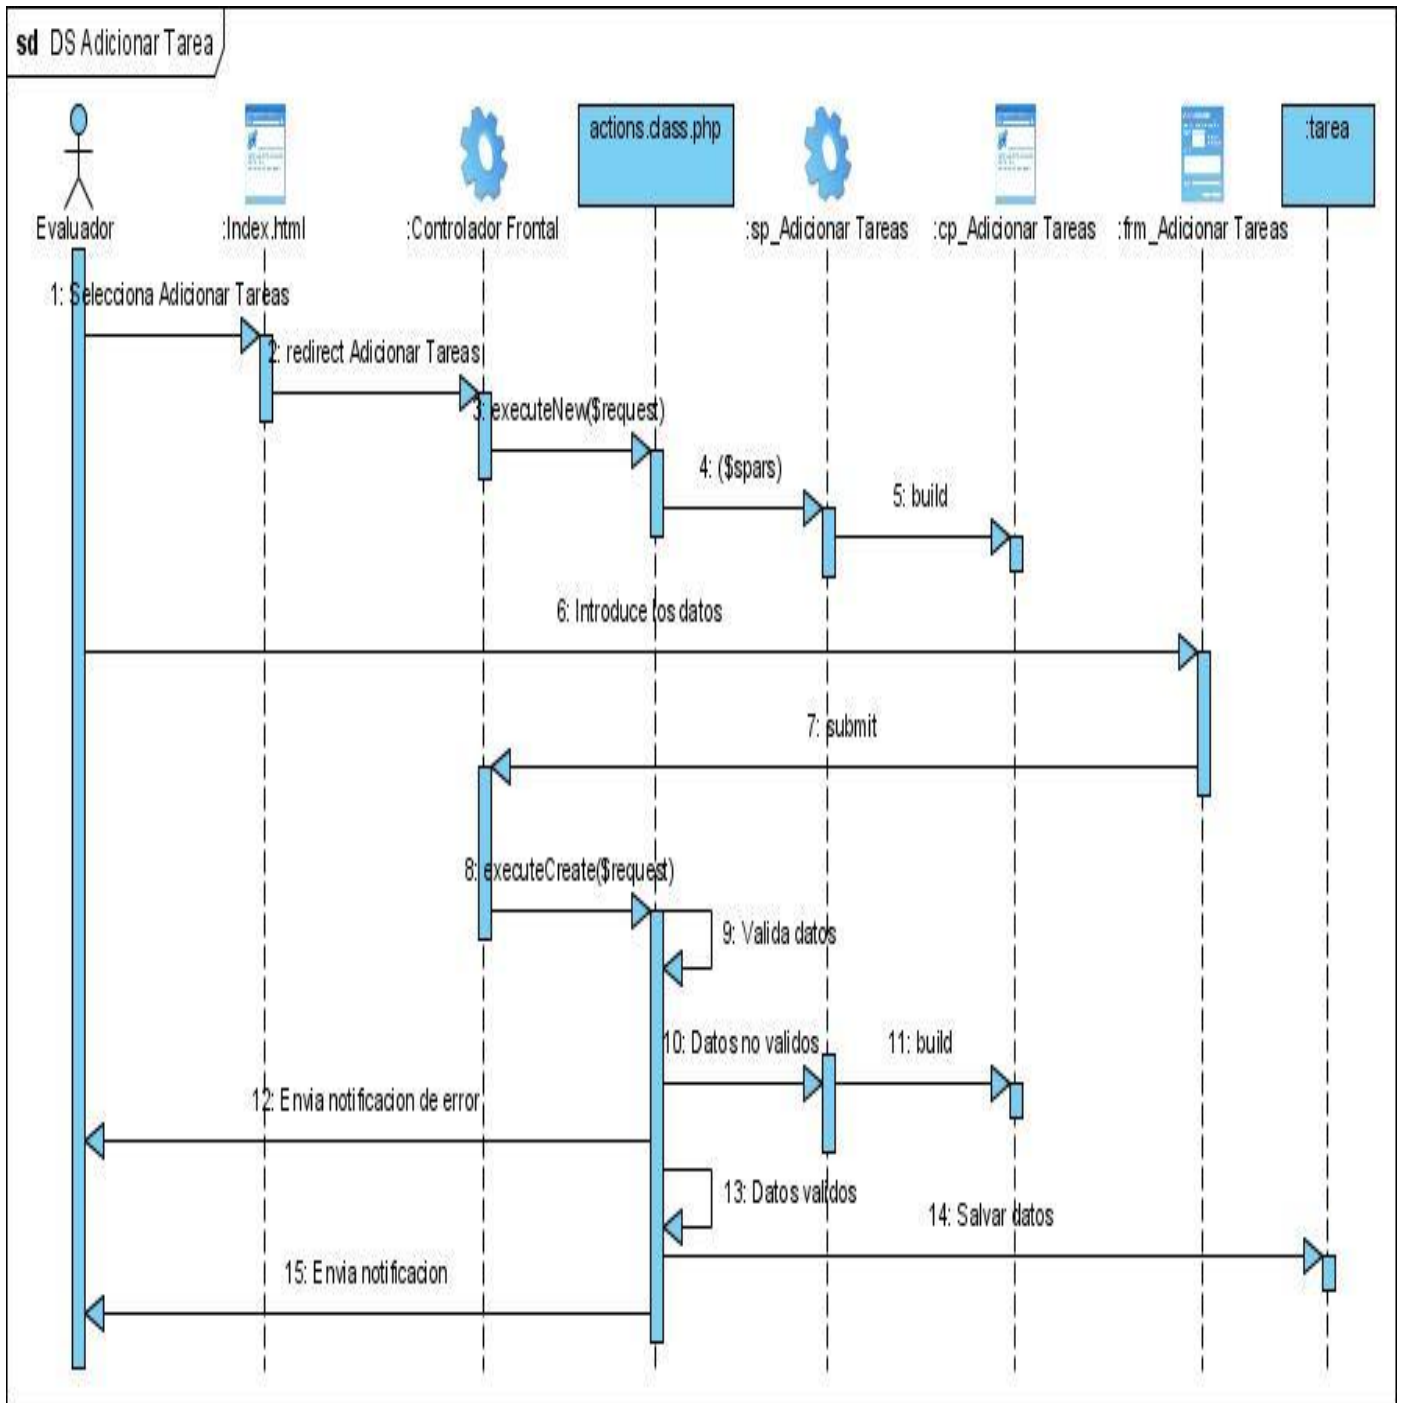 sd DS Adicionar Tarea
actions.class.php
:tarea
Evaluador
:Index.html
:Controlador Frontal
:sp_Adicionar Tareas
:cp_Adicionar Tareas
:frm_Adicionar Tareas
1: Selecciona Adicionar Tareas
2: redirect Adicionar Tareas
3: executeNew($request)
4: ($spars)
5: build
6: Introduce los datos
7: submit
8: executeCreate($request)
9: Valida datos
10: Datos no validos
11: build
12: Envia notificacion de error
13: Datos validos
14: Salvar datos
15: Envia notificacion